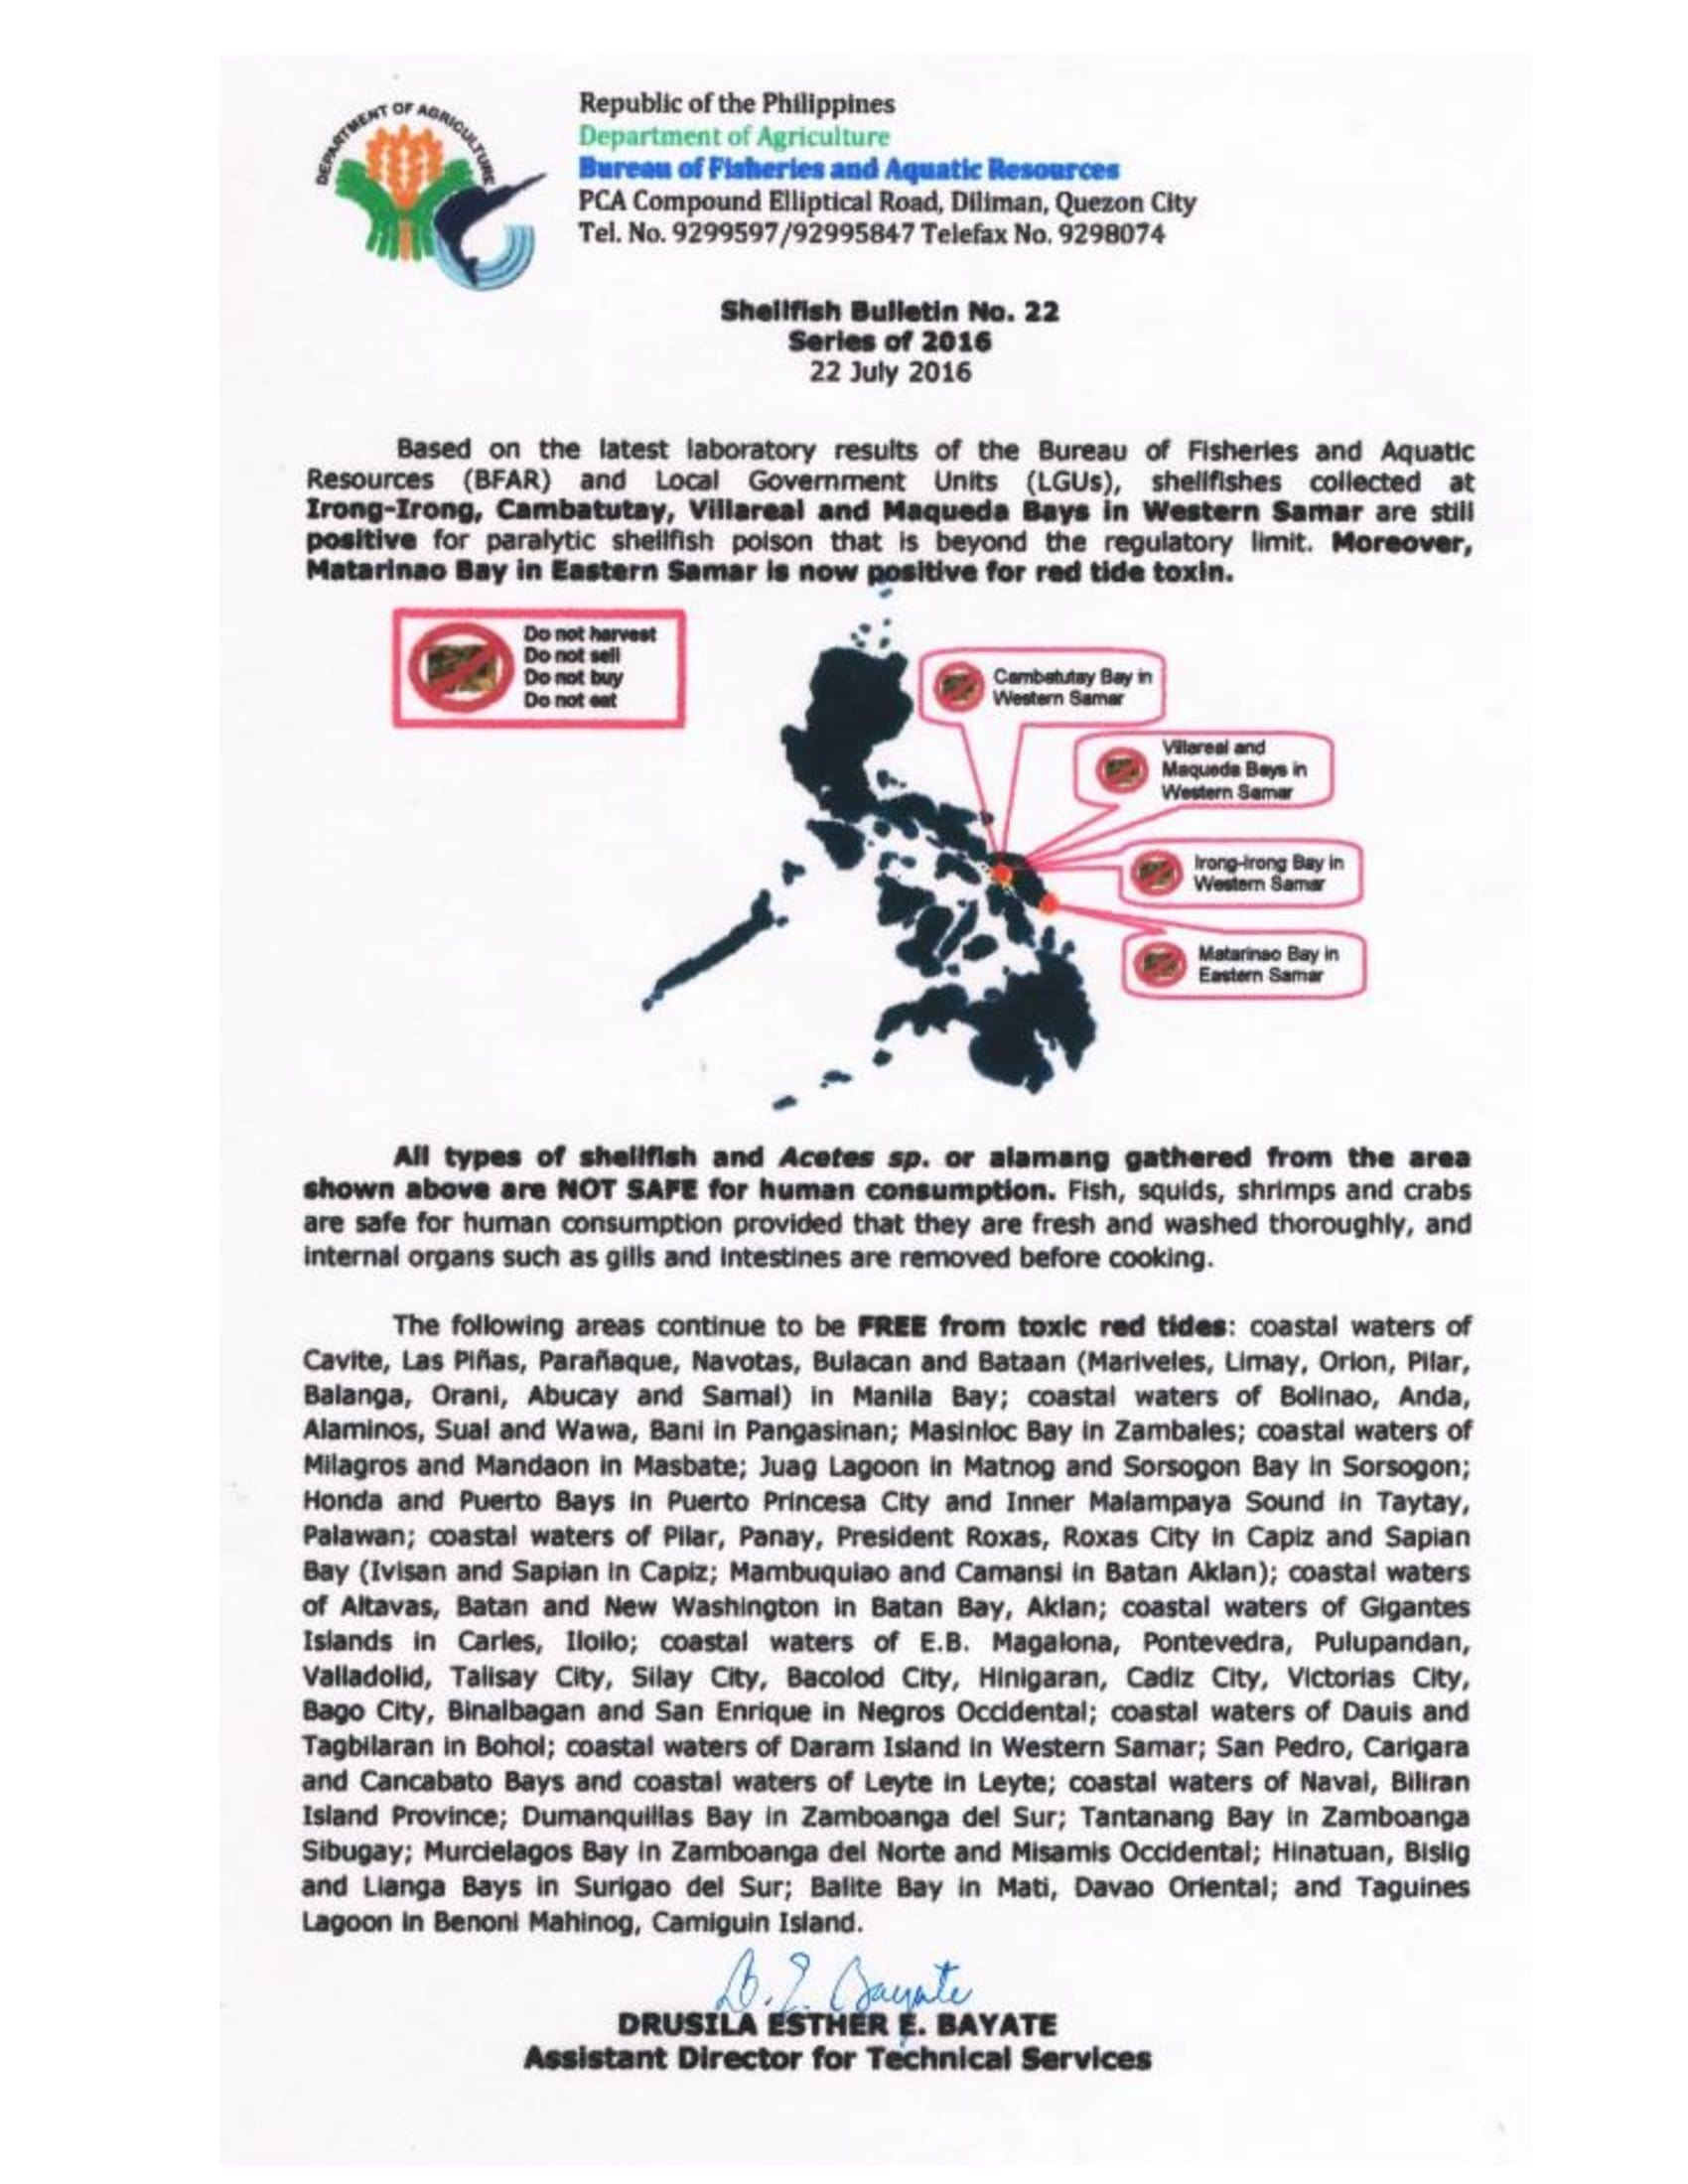 DEPARTMENT OF AGRICULTURE
Republic of the Philippines
Department of Agriculture
Bureau of Fisheries and Aquatic Resources
PCA Compound Elliptical Road, Diliman, Quezon City
Tel. No. 9299597/92995847 Telefax No. 9298074
Shellfish Bulletin No. 22
Series of 2016
22 July 2016
Based on the latest laboratory results of the Bureau of Fisheries and Aquatic
Resources (BFAR) and Local Government Units (LGUs), shellfishes collected at
Irong-Irong, Cambatutay, Villareal and Maqueda Bays in Western Samar are still
positive for paralytic shellfish poison that is beyond the regulatory limit. Moreover,
Matarinao Bay in Eastern Samar is now positive for red tide toxin.
Do not harvest
Do not sell
Do not buy
Do not eat
Cambatutay Bay in
Western Samar
Villareal and
Maqueda Bays in
Western Samar
Irong-Irong Bay in
Western Samar
Matarinao Bay in
Eastern Samar
All types of shellfish and Acetes sp. or alamang gathered from the area
shown above are NOT SAFE for human consumption. Fish, squids, shrimps and crabs
are safe for human consumption provided that they are fresh and washed thoroughly, and
internal organs such as gills and intestines are removed before cooking.
The following areas continue to be FREE from toxic red tides: coastal waters of
Cavite, Las Piñas, Parañaque, Navotas, Bulacan and Bataan (Mariveles, Limay, Orion, Pilar,
Balanga, Orani, Abucay and Samal) in Manila Bay; coastal waters of Bolinao, Anda,
Alaminos, Sual and Wawa, Bani in Pangasinan; Masinloc Bay in Zambales; coastal waters of
Milagros and Mandaon in Masbate; Juag Lagoon in Matnog and Sorsogon Bay in Sorsogon;
Honda and Puerto Bays in Puerto Princesa City and Inner Malampaya Sound in Taytay,
Palawan; coastal waters of Pilar, Panay, President Roxas, Roxas City in Capiz and Sapian
Bay (Ivisan and Sapian in Capiz; Mambuquiao and Camansi in Batan Aklan); coastal waters
of Altavas, Batan and New Washington in Batan Bay, Aklan; coastal waters of Gigantes
Islands in Carles, Iloilo; coastal waters of E.B. Magalona, Pontevedra, Pulupandan,
Valladolid, Talisay City, Silay City, Bacolod City, Hinigaran, Cadiz City, Victorias City,
Bago City, Binalbagan and San Enrique in Negros Occidental; coastal waters of Dauis and
Tagbilaran in Bohol; coastal waters of Daram Island in Western Samar; San Pedro, Carigara
and Cancabato Bays and coastal waters of Leyte in Leyte; coastal waters of Naval, Biliran
Island Province; Dumanquillas Bay in Zamboanga del Sur; Tantanang Bay in Zamboanga
Sibugay; Murcielagos Bay in Zamboanga del Norte and Misamis Occidental; Hinatuan, Bislig
and Lianga Bays in Surigao del Sur; Balite Bay in Mati, Davao Oriental; and Taguines
Lagoon in Benoni Mahinog, Camiguin Island.
D. E. Bayate
DRUSILA ESTHER E. BAYATE
Assistant Director for Technical Services